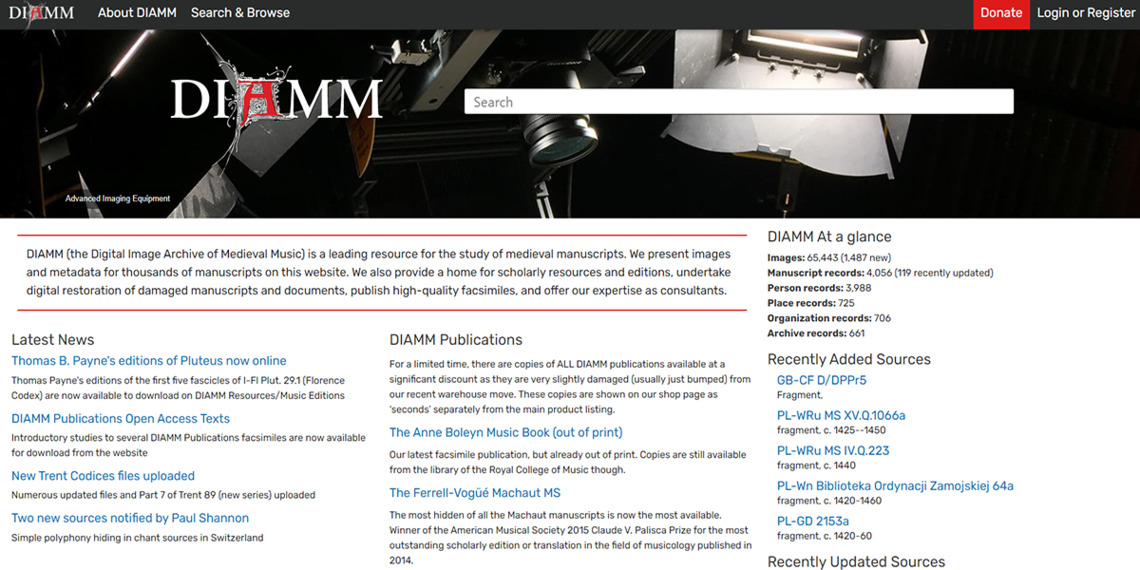 DIAMM
About DIAMM
Search & Browse
Donate
Login or Register
DIAMM
Search
Advanced Imaging Equipment
DIAMM (the Digital Image Archive of Medieval Music) is a leading resource for the study of medieval manuscripts. We present images
and metadata for thousands of manuscripts on this website. We also provide a home for scholarly resources and editions, undertake
digital restoration of damaged manuscripts and documents, publish high-quality facsimiles, and offer our expertise as consultants.
Latest News
Thomas B. Payne's editions of Pluteus now online
Thomas Payne's editions of the first five fascicles of I-Fl Plut. 29.1 (Florence
Codex) are now available to download on DIAMM Resources/Music Editions
DIAMM Publications Open Access Texts
Introductory studies to several DIAMM Publications facsimiles are now available
for download from the website
New Trent Codices files uploaded
Numerous updated files and Part 7 of Trent 89 (new series) uploaded
Two new sources notified by Paul Shannon
Simple polyphony hiding in chant sources in Switzerland
DIAMM Publications
For a limited time, there are copies of ALL DIAMM publications available at a
significant discount as they are very slightly damaged (usually just bumped) from
our recent warehouse move. These copies are shown on our shop page as
'seconds' separately from the main product listing.
The Anne Boleyn Music Book (out of print)
Our latest facsimile publication, but already out of print. Copies are still available
from the library of the Royal College of Music though.
The Ferrell-Vogüé Machaut MS
The most hidden of all the Machaut manuscripts is now the most available.
Winner of the American Musical Society 2015 Claude V. Palisca Prize for the most
outstanding scholarly edition or translation in the field of musicology published in
2014.
DIAMM At a glance
Images: 65,443 (1,487 new)
Manuscript records: 4,056 (119 recently updated)
Person records: 3,988
Place records: 725
Organization records: 706
Archive records: 661
Recently Added Sources
GB-CF D/DPPr5
Fragment,
PL-WRu MS XV.Q.1066a
fragment, c. 1425--1450
PL-WRu MS IV.Q.223
fragment, c. 1440
PL-Wn Biblioteka Ordynacji Zamojskiej 64a
fragment, c. 1420-1460
PL-GD 2153a
fragment, c. 1420-60
Recently Updated Sources